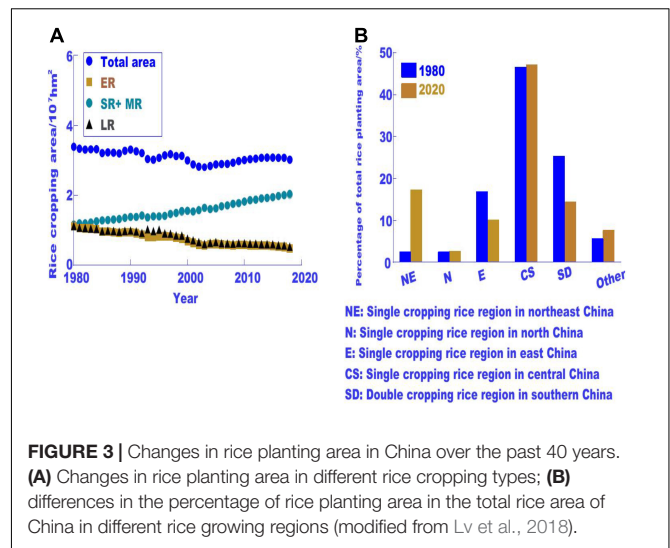 A
B
Rice cropping area/10⁷hm²
6
4
2
0
Total area
ER
SR+ MR
LR
1980
1990
2000
2010
2020
Year
Percentage of total rice planting area/%
50
40
30
20
10
0
1980
2020
NE
N
E
CS
SD
Other
NE: Single cropping rice region in northeast China
N: Single cropping rice region in north China
E: Single cropping rice region in east China
CS: Single cropping rice region in central China
SD: Double cropping rice region in southern China
FIGURE 3 | Changes in rice planting area in China over the past 40 years.
(A) Changes in rice planting area in different rice cropping types; (B)
differences in the percentage of rice planting area in the total rice area of
China in different rice growing regions (modified from Lv et al., 2018).